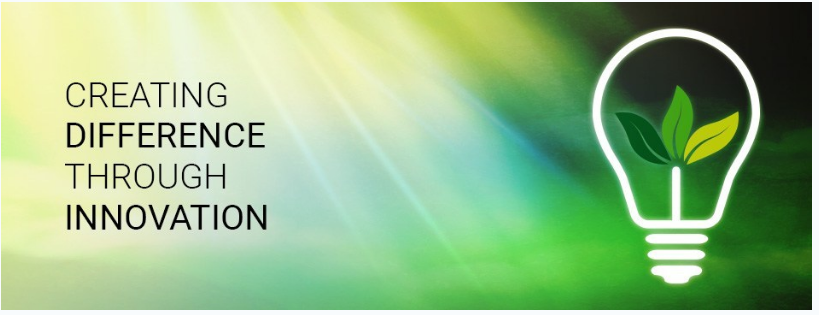 CREATING
DIFFERENCE
THROUGH
INNOVATION